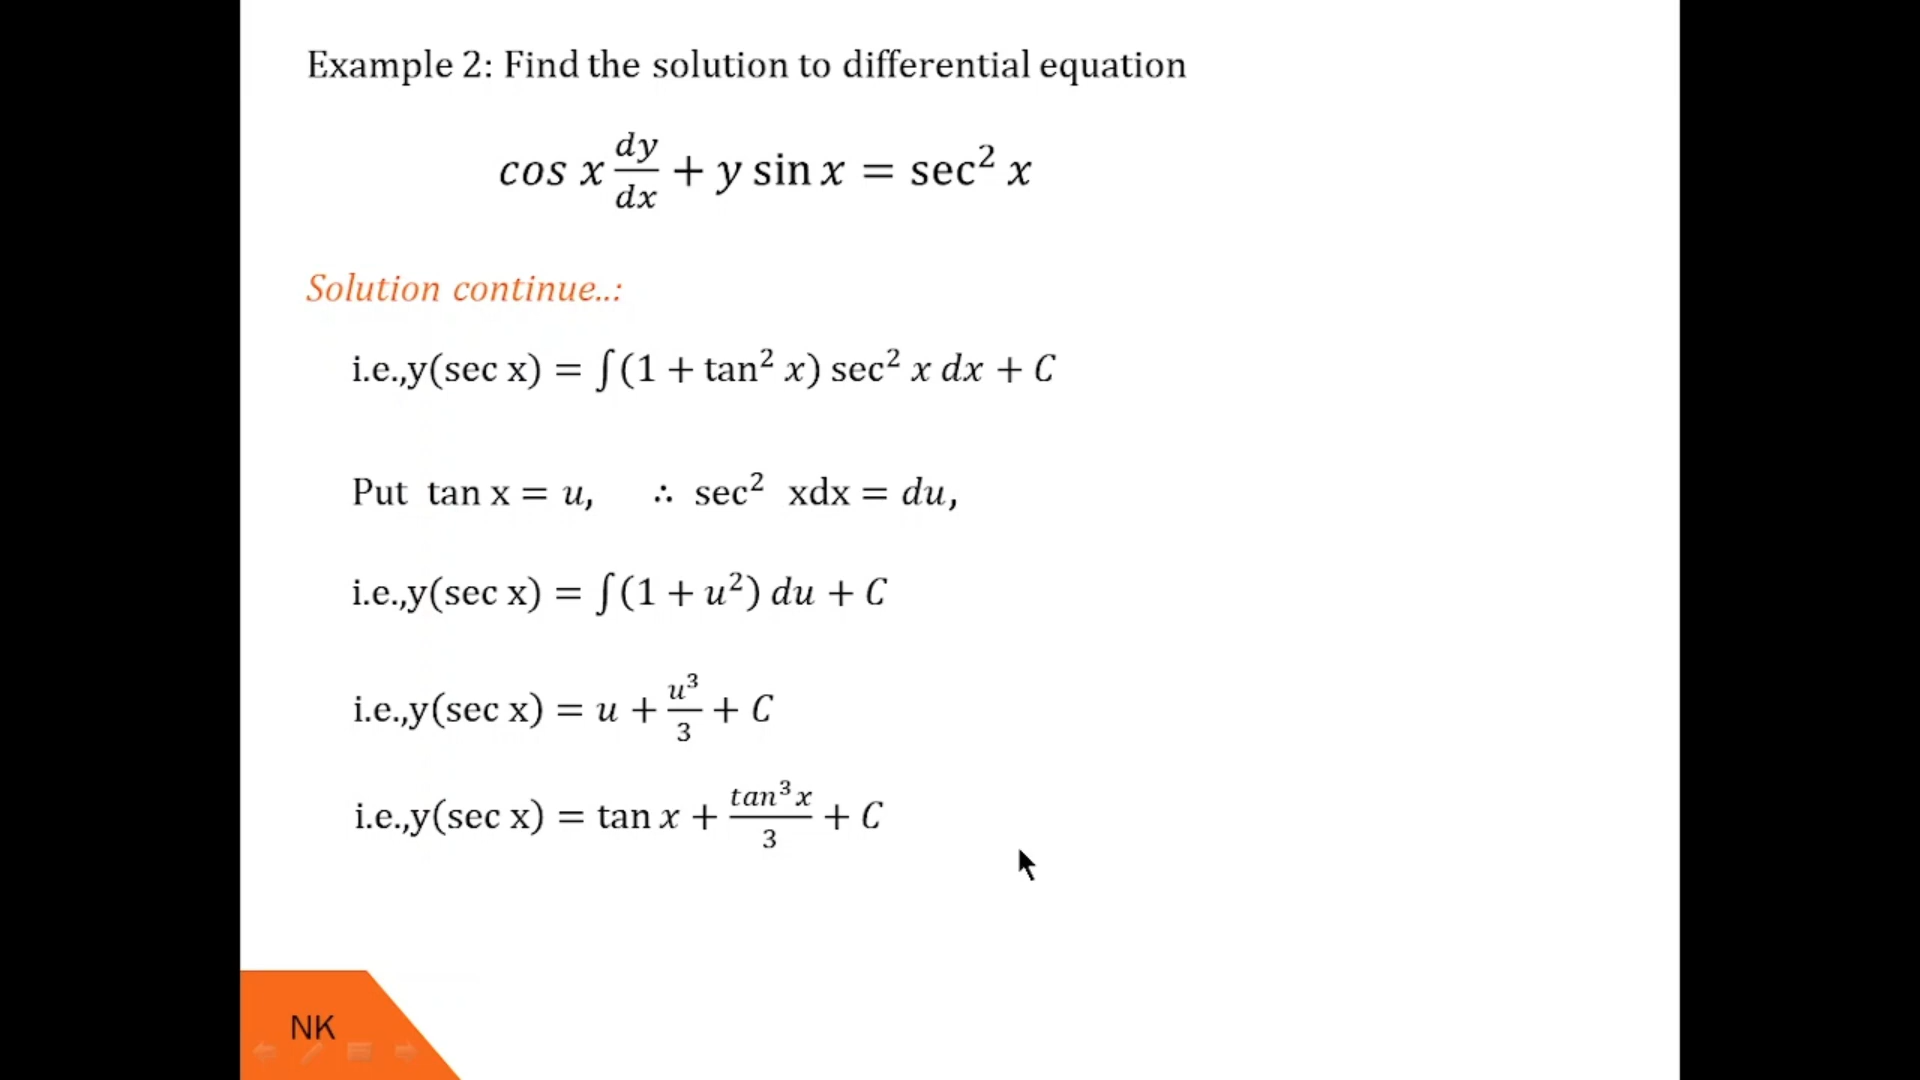 Example 2: Find the solution to differential equation
cos x dy/dx + y sin x = sec² x
Solution continue..:
i.e.,y(sec x) = ∫(1 + tan² x) sec² x dx + C
Put tan x = u, ∴ sec² xdx = du,
i.e.,y(sec x) = ∫(1 + u²) du + C
i.e.,y(sec x) = u + u³/3 + C
i.e.,y(sec x) = tan x + tan³x/3 + C
NK